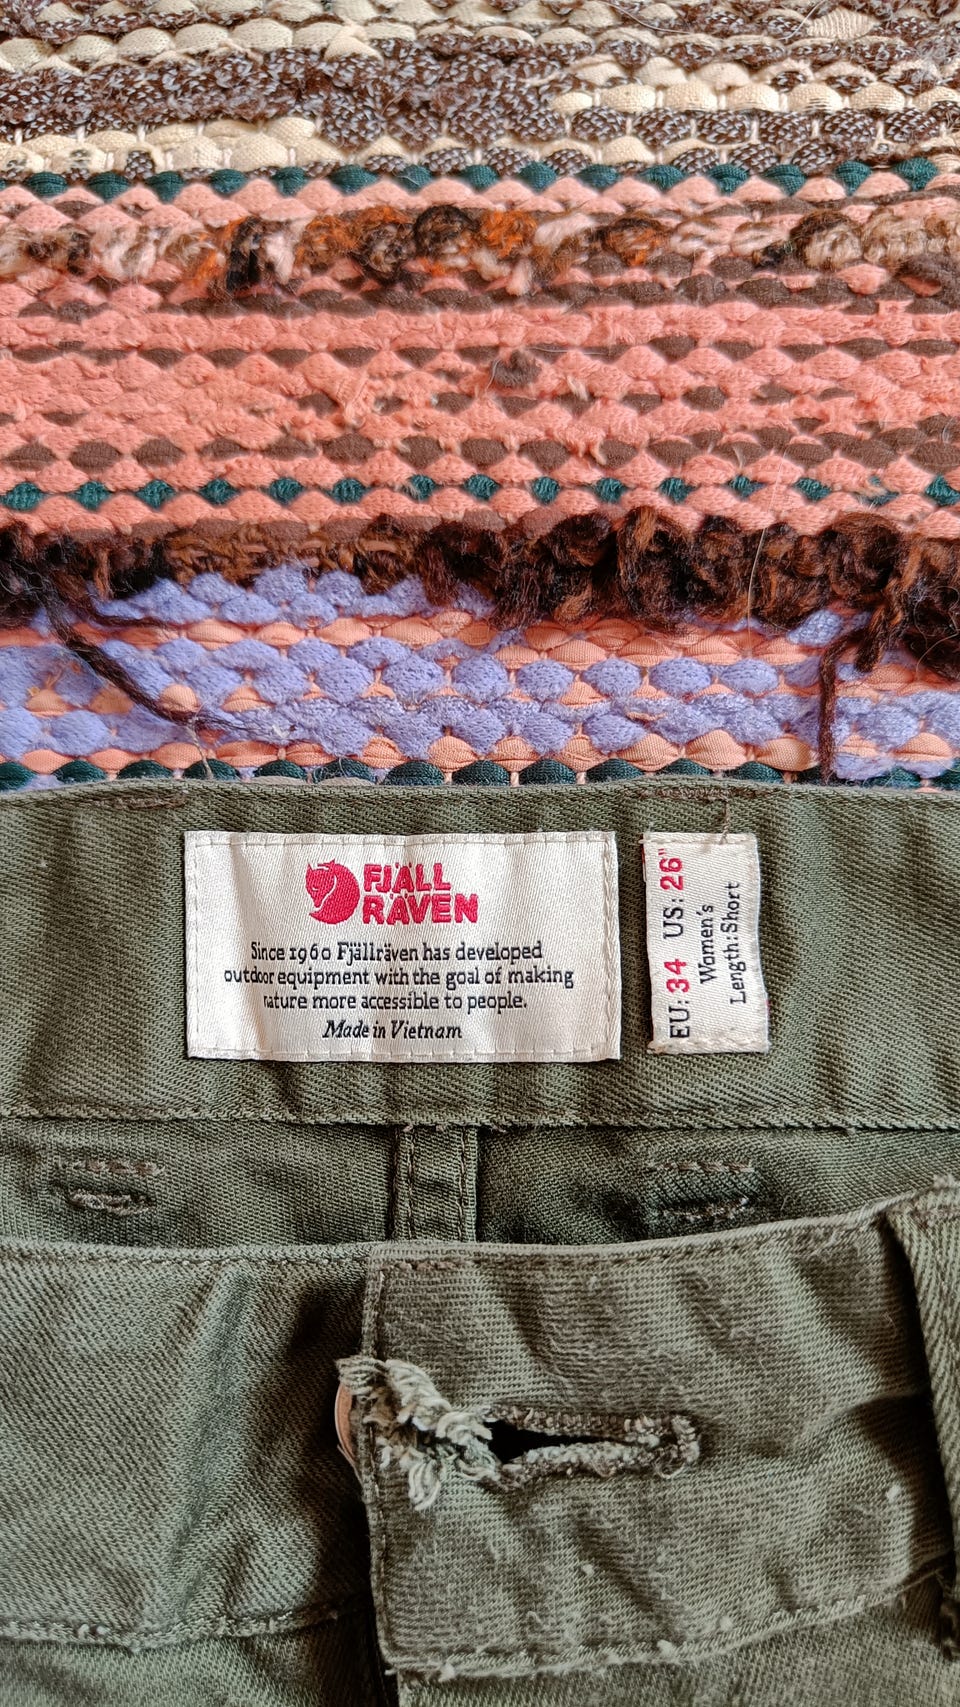 FJÄLL
RÄVEN
Since 1960 Fjällräven has developed
outdoor equipment with the goal of making
nature more accessible to people.
Made in Vietnam
EU: 34 US: 26"
Women's
Length: Short